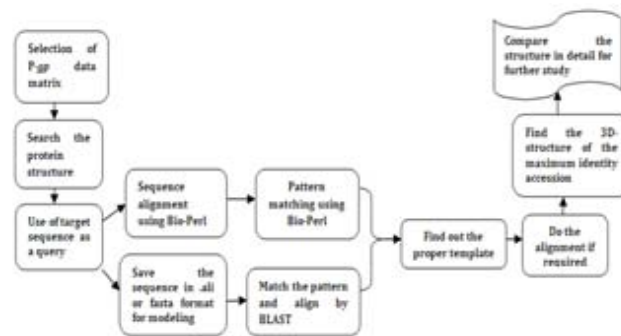 Selection of
P-gp data
matrix
Search the
protein
structure
Use of target
sequence as
a query
Sequence
alignment
using Bio-Perl
Pattern
matching using
Bio-Perl
Save the
sequence in .ali
or fasta format
for modeling
Match the pattern
and align by
BLAST
Find out the
proper template
Do the
alignment if
required
Find the 3D-
structure of the
maximum identity
accession
Compare the
structure in detail for
further study